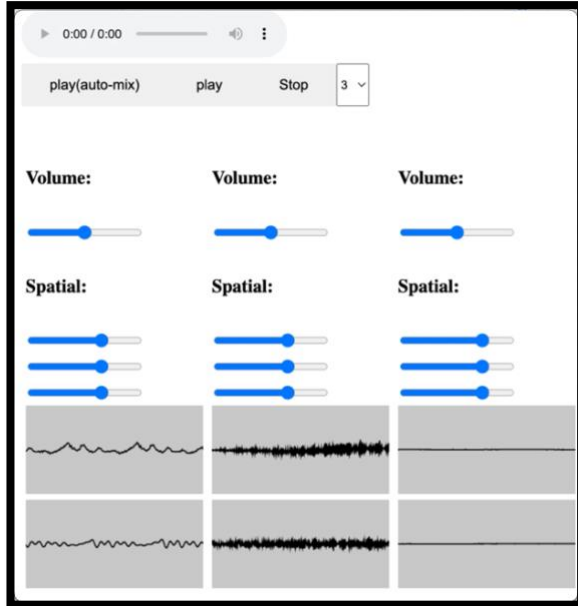 0:00 / 0:00
play(auto-mix) play Stop 3
Volume: Volume: Volume:
Spatial: Spatial: Spatial: